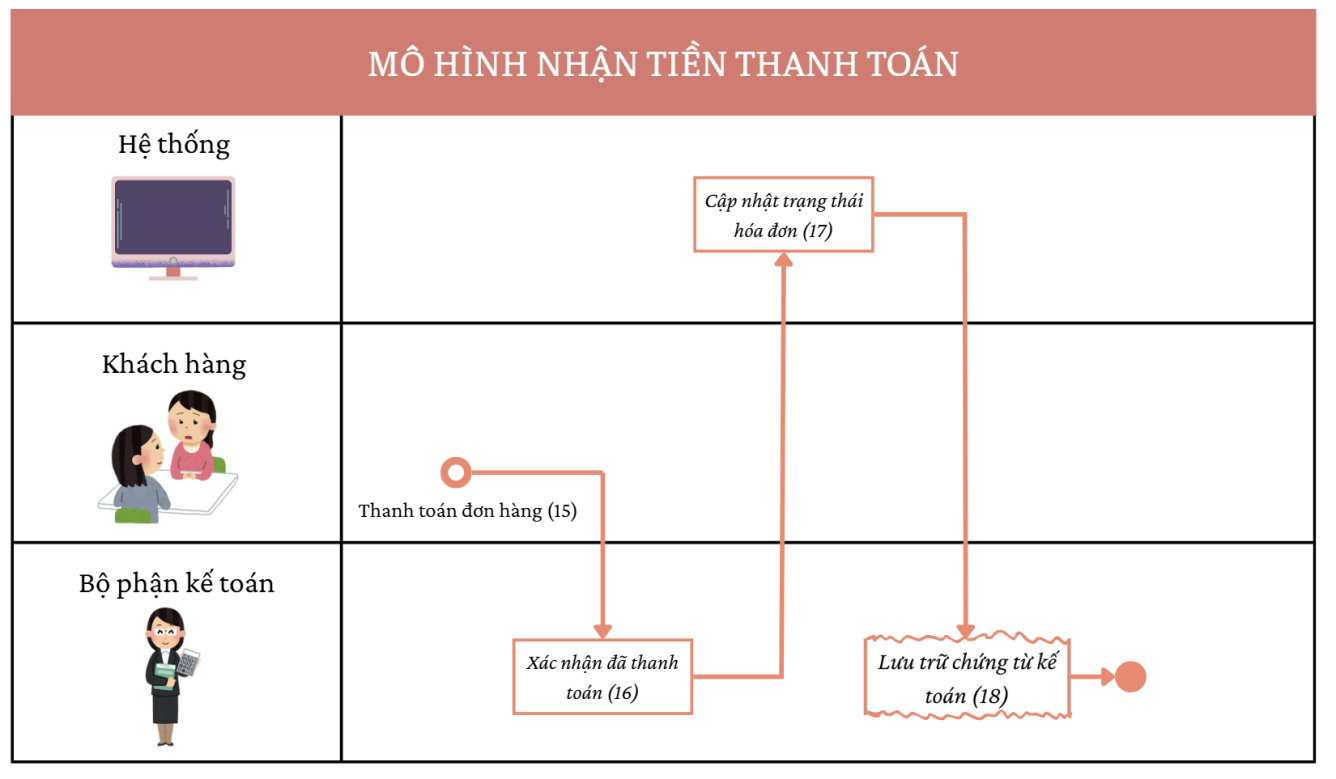 MÔ HÌNH NHẬN TIỀN THANH TOÁN
Hệ thống
Cập nhật trạng thái
hóa đơn (17)
Khách hàng
Thanh toán đơn hàng (15)
Bộ phận kế toán
Xác nhận đã thanh
toán (16)
Lưu trữ chứng từ kế
toán (18)